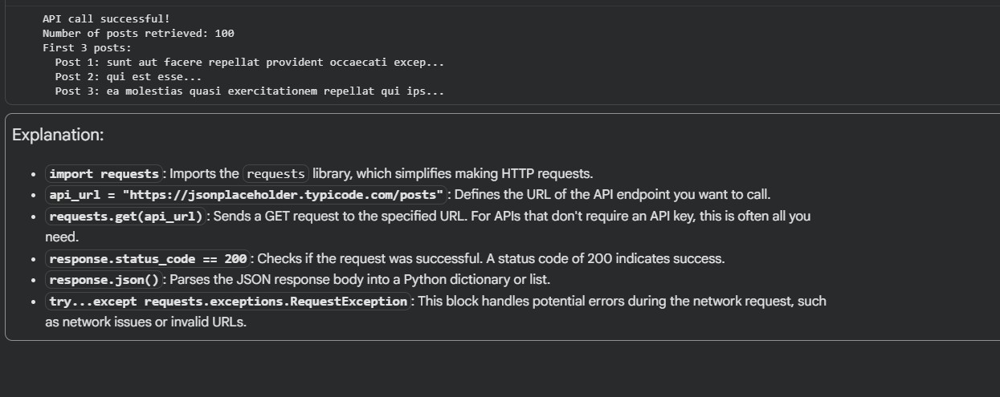 API call successful!
Number of posts retrieved: 100
First 3 posts:
Post 1: sunt aut facere repellat provident occaecati excep...
Post 2: qui est esse...
Post 3: ea molestias quasi exercitationem repellat qui ips...
Explanation:
• import requests: Imports the requests library, which simplifies making HTTP requests.
• api_url = "https://jsonplaceholder.typicode.com/posts": Defines the URL of the API endpoint you want to call.
• requests.get(api_url): Sends a GET request to the specified URL. For APIs that don't require an API key, this is often all you
need.
• response.status_code == 200: Checks if the request was successful. A status code of 200 indicates success.
• response.json(): Parses the JSON response body into a Python dictionary or list.
• try...except requests.exceptions.RequestException: This block handles potential errors during the network request, such
as network issues or invalid URLs.